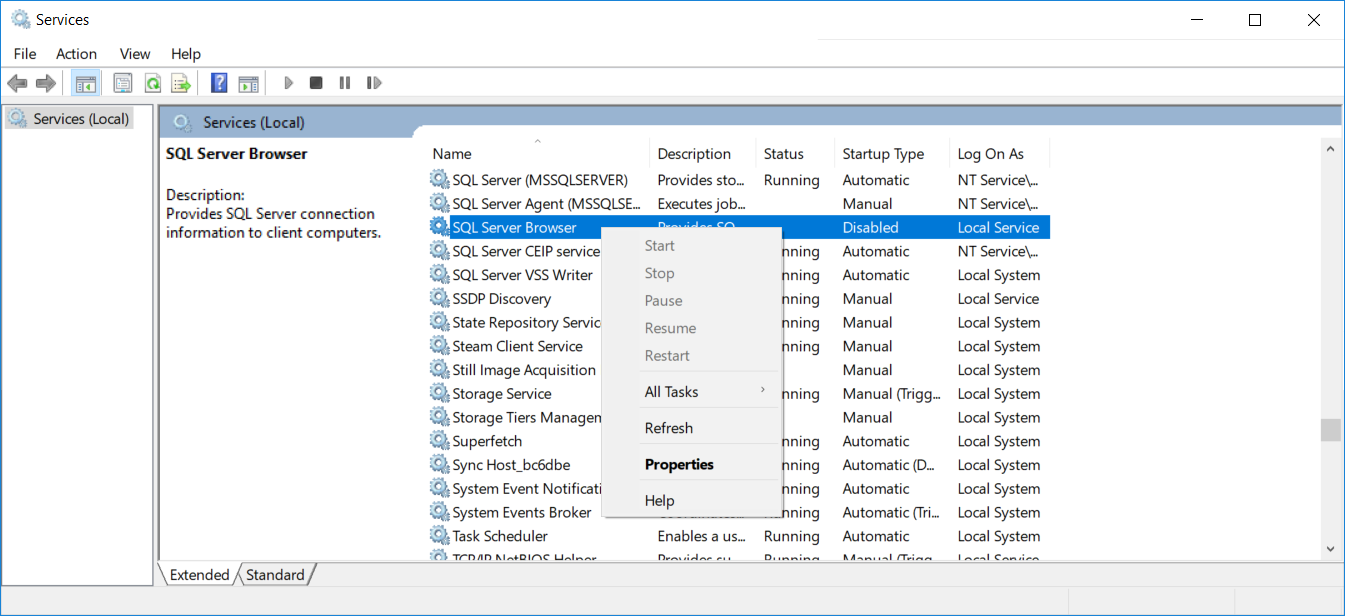 Services
File Action View Help
Services (Local)
Services (Local)
SQL Server Browser
Description:
Provides SQL Server connection
information to client computers.
Name Description Status Startup Type Log On As
SQL Server (MSSQLSERVER) Provides sto... Running Automatic NT Service\...
SQL Server Agent (MSSQLSE... Executes job... Manual NT Service\...
SQL Server Browser Provides SQ... Disabled Local Service
SQL Server CEIP service nning Automatic NT Service\...
SQL Server VSS Writer nning Automatic Local System
SSDP Discovery nning Manual Local Service
State Repository Servic nning Manual Local System
Steam Client Service nning Manual Local System
Still Image Acquisition Manual Local System
Storage Service nning Manual (Trigg... Local System
Storage Tiers Managem Manual Local System
Superfetch nning Automatic Local System
Sync Host_bc6dbe nning Automatic (D... Local System
System Event Notificati nning Automatic Local System
System Events Broker Running Automatic (Tri... Local System
Task Scheduler Enables a us... Running Automatic Local System
TCP/IP NetBIOS Helper Provides su... Running Manual (Trigg... Local Service
Start
Stop
Pause
Resume
Restart
All Tasks
Refresh
Properties
Help
Extended Standard